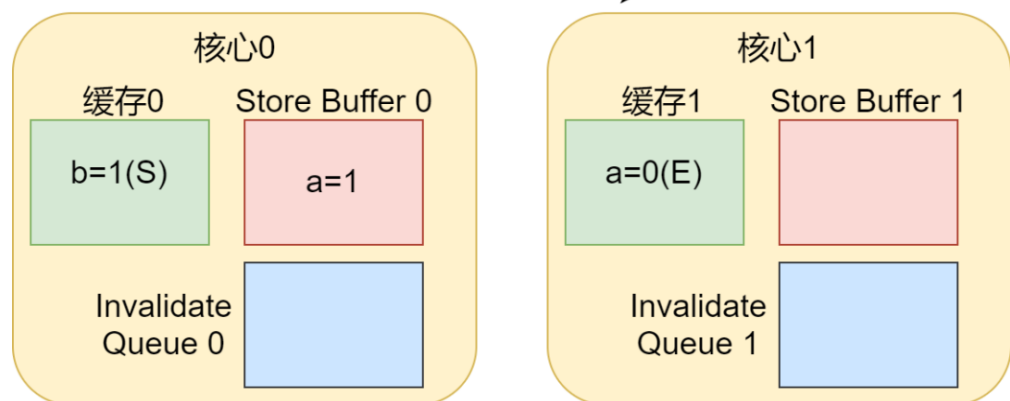 核心0
缓存0
Store Buffer 0
b=1(S)
a=1
Invalidate
Queue 0
核心1
缓存1
Store Buffer 1
a=0(E)
Invalidate
Queue 1